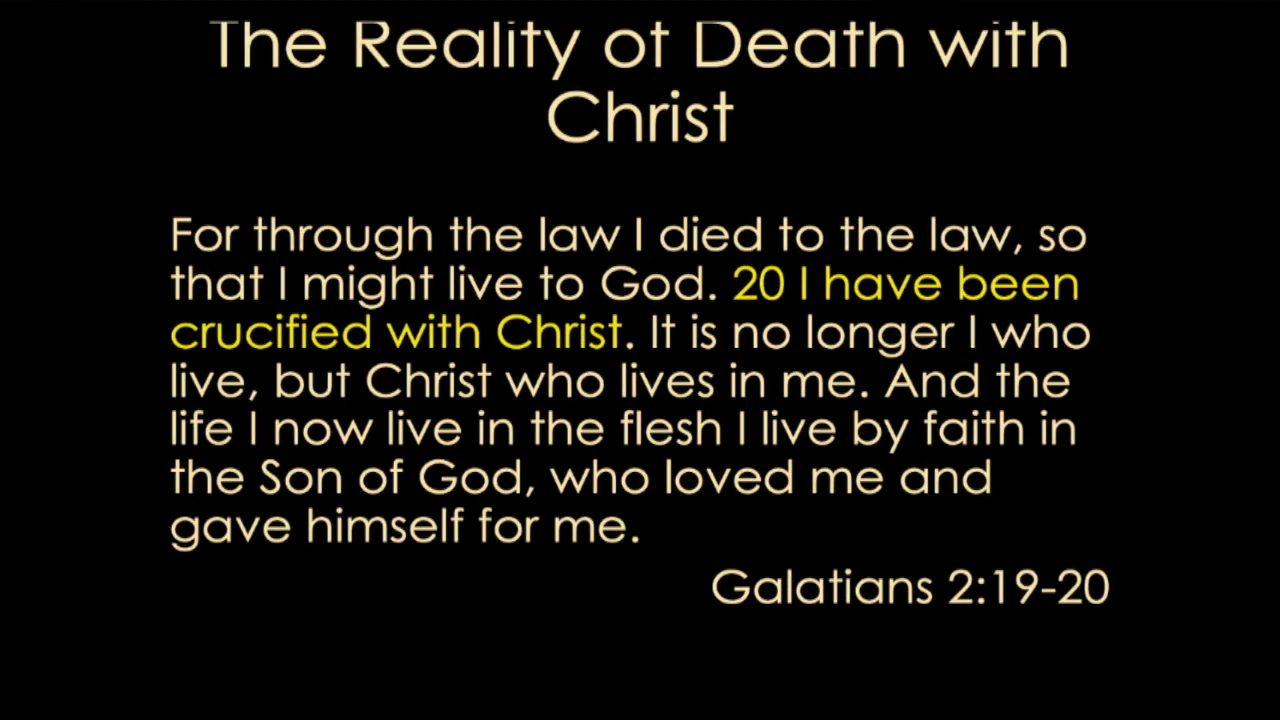 The Reality of Death with
Christ
For through the law I died to the law, so
that I might live to God. 20 I have been
crucified with Christ. It is no longer I who
live, but Christ who lives in me. And the
life I now live in the flesh I live by faith in
the Son of God, who loved me and
gave himself for me.
Galatians 2:19-20